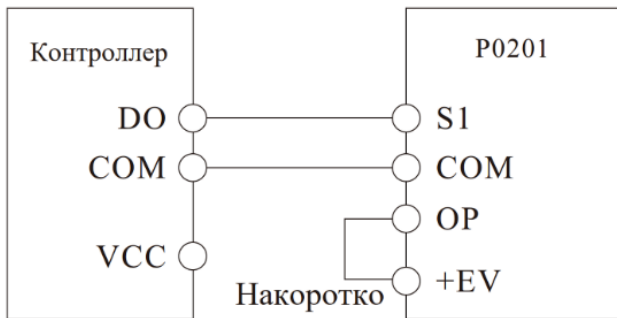 Контроллер
P0201
DO
S1
COM
COM
OP
VCC
+EV
Накоротко